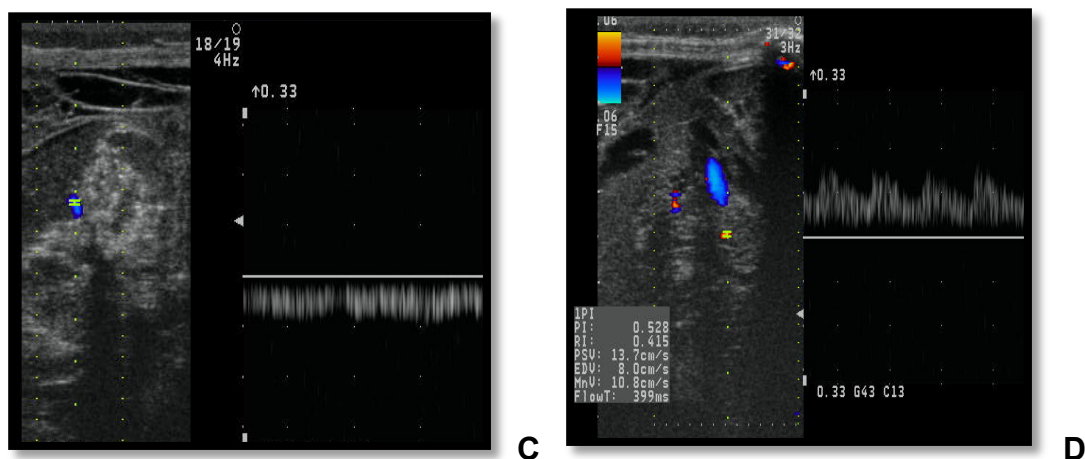 18/19
4Hz
↑0.33
C
.06
.06
F15
31/32
3Hz
↑0.33
1PI
PI: 0.528
RI: 0.415
PSV: 13.7cm/s
EDV: 8.0cm/s
MnV: 10.8cm/s
FlowT: 399ms
0.33 G43 C13
D